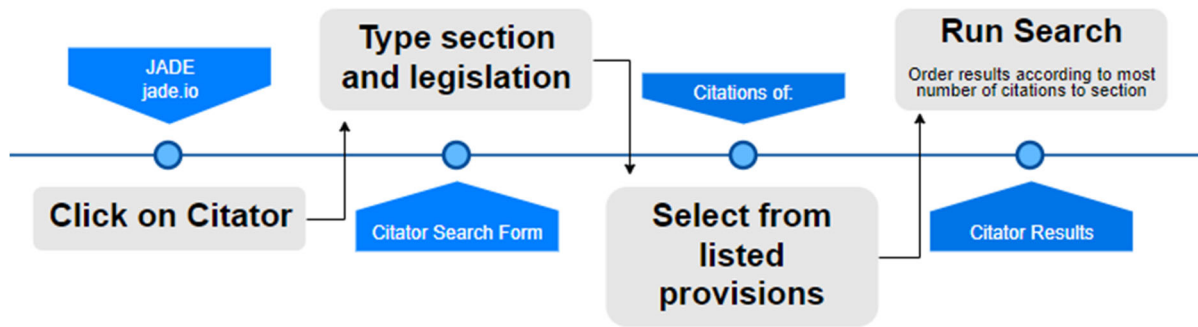 JADE
jade.io
Click on Citator
Type section
and legislation
Citator Search Form
Citations of:
Select from
listed
provisions
Run Search
Order results according to most
number of citations to section
Citator Results